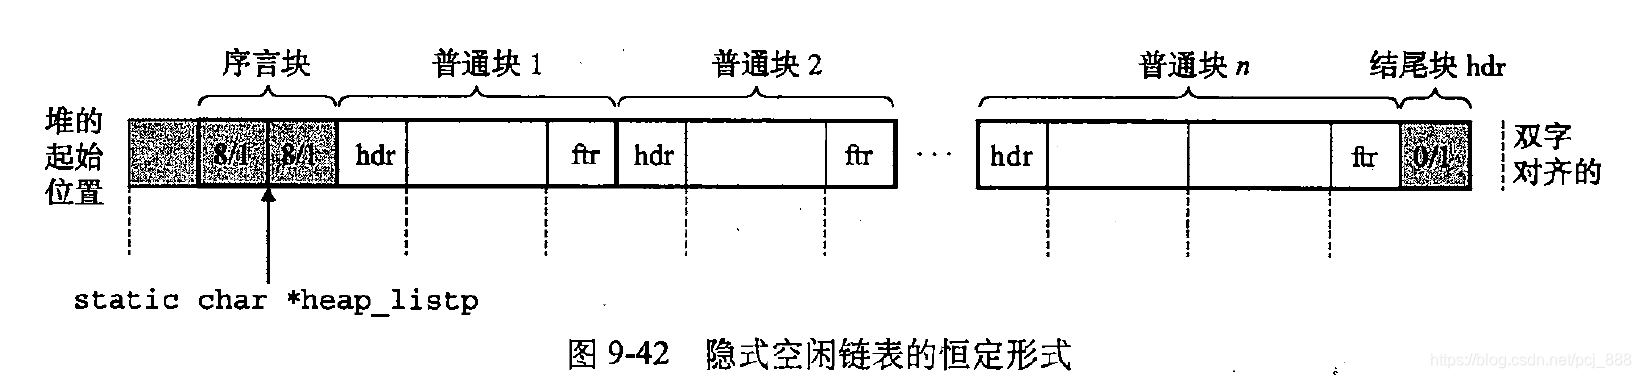 序言块 普通块 1 普通块 2 普通块 n 结尾块 hdr
堆的
起始
位置
8/1 8/1 hdr ftr hdr ftr ··· hdr ftr 0/1
双字
对齐的
static char *heap_listp
图 9-42 隐式空闲链表的恒定形式
https://blog.csdn.net/pcj_888